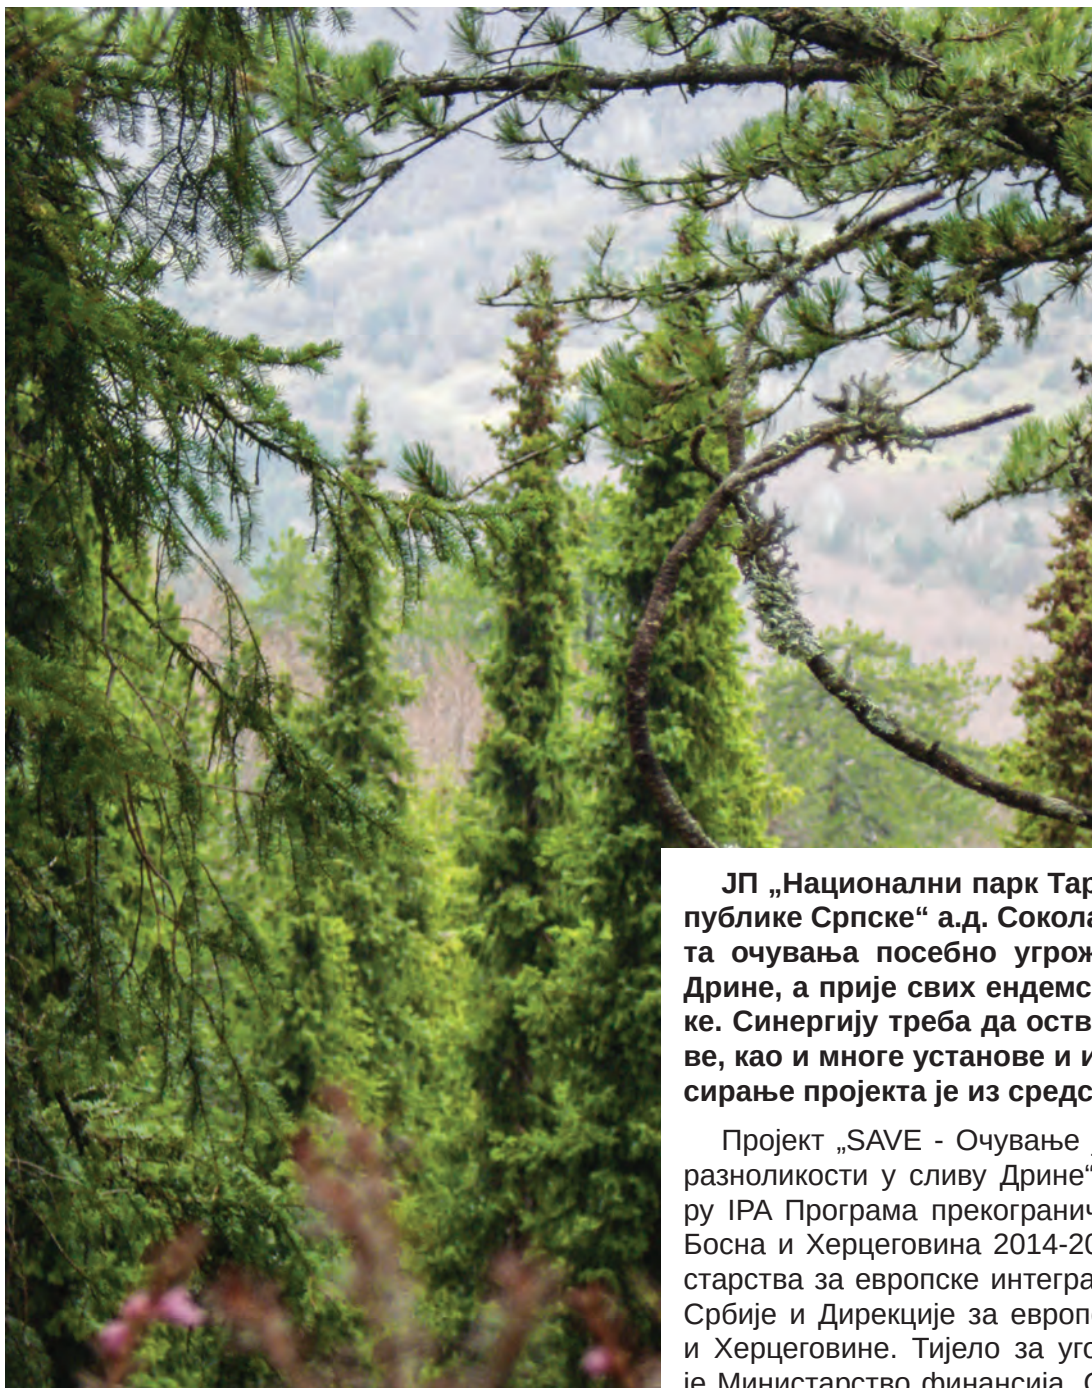 ЈП „Национални парк Тар
публике Српске“ а.д. Сокол
та очувања посебно угрож
Дрине, а прије свих ендемс
ке. Синергију треба да оств
ве, као и многе установе и и
сирање пројекта је из средс
Пројекат „SAVE - Очување
разноликости у сливу Дрине“
ру IPA Програма прекогранич
Босна и Херцеговина 2014-20
старства за европске интегра
Србије и Дирекције за европ
и Херцеговине. Тијело за уго
је Министарство финансија